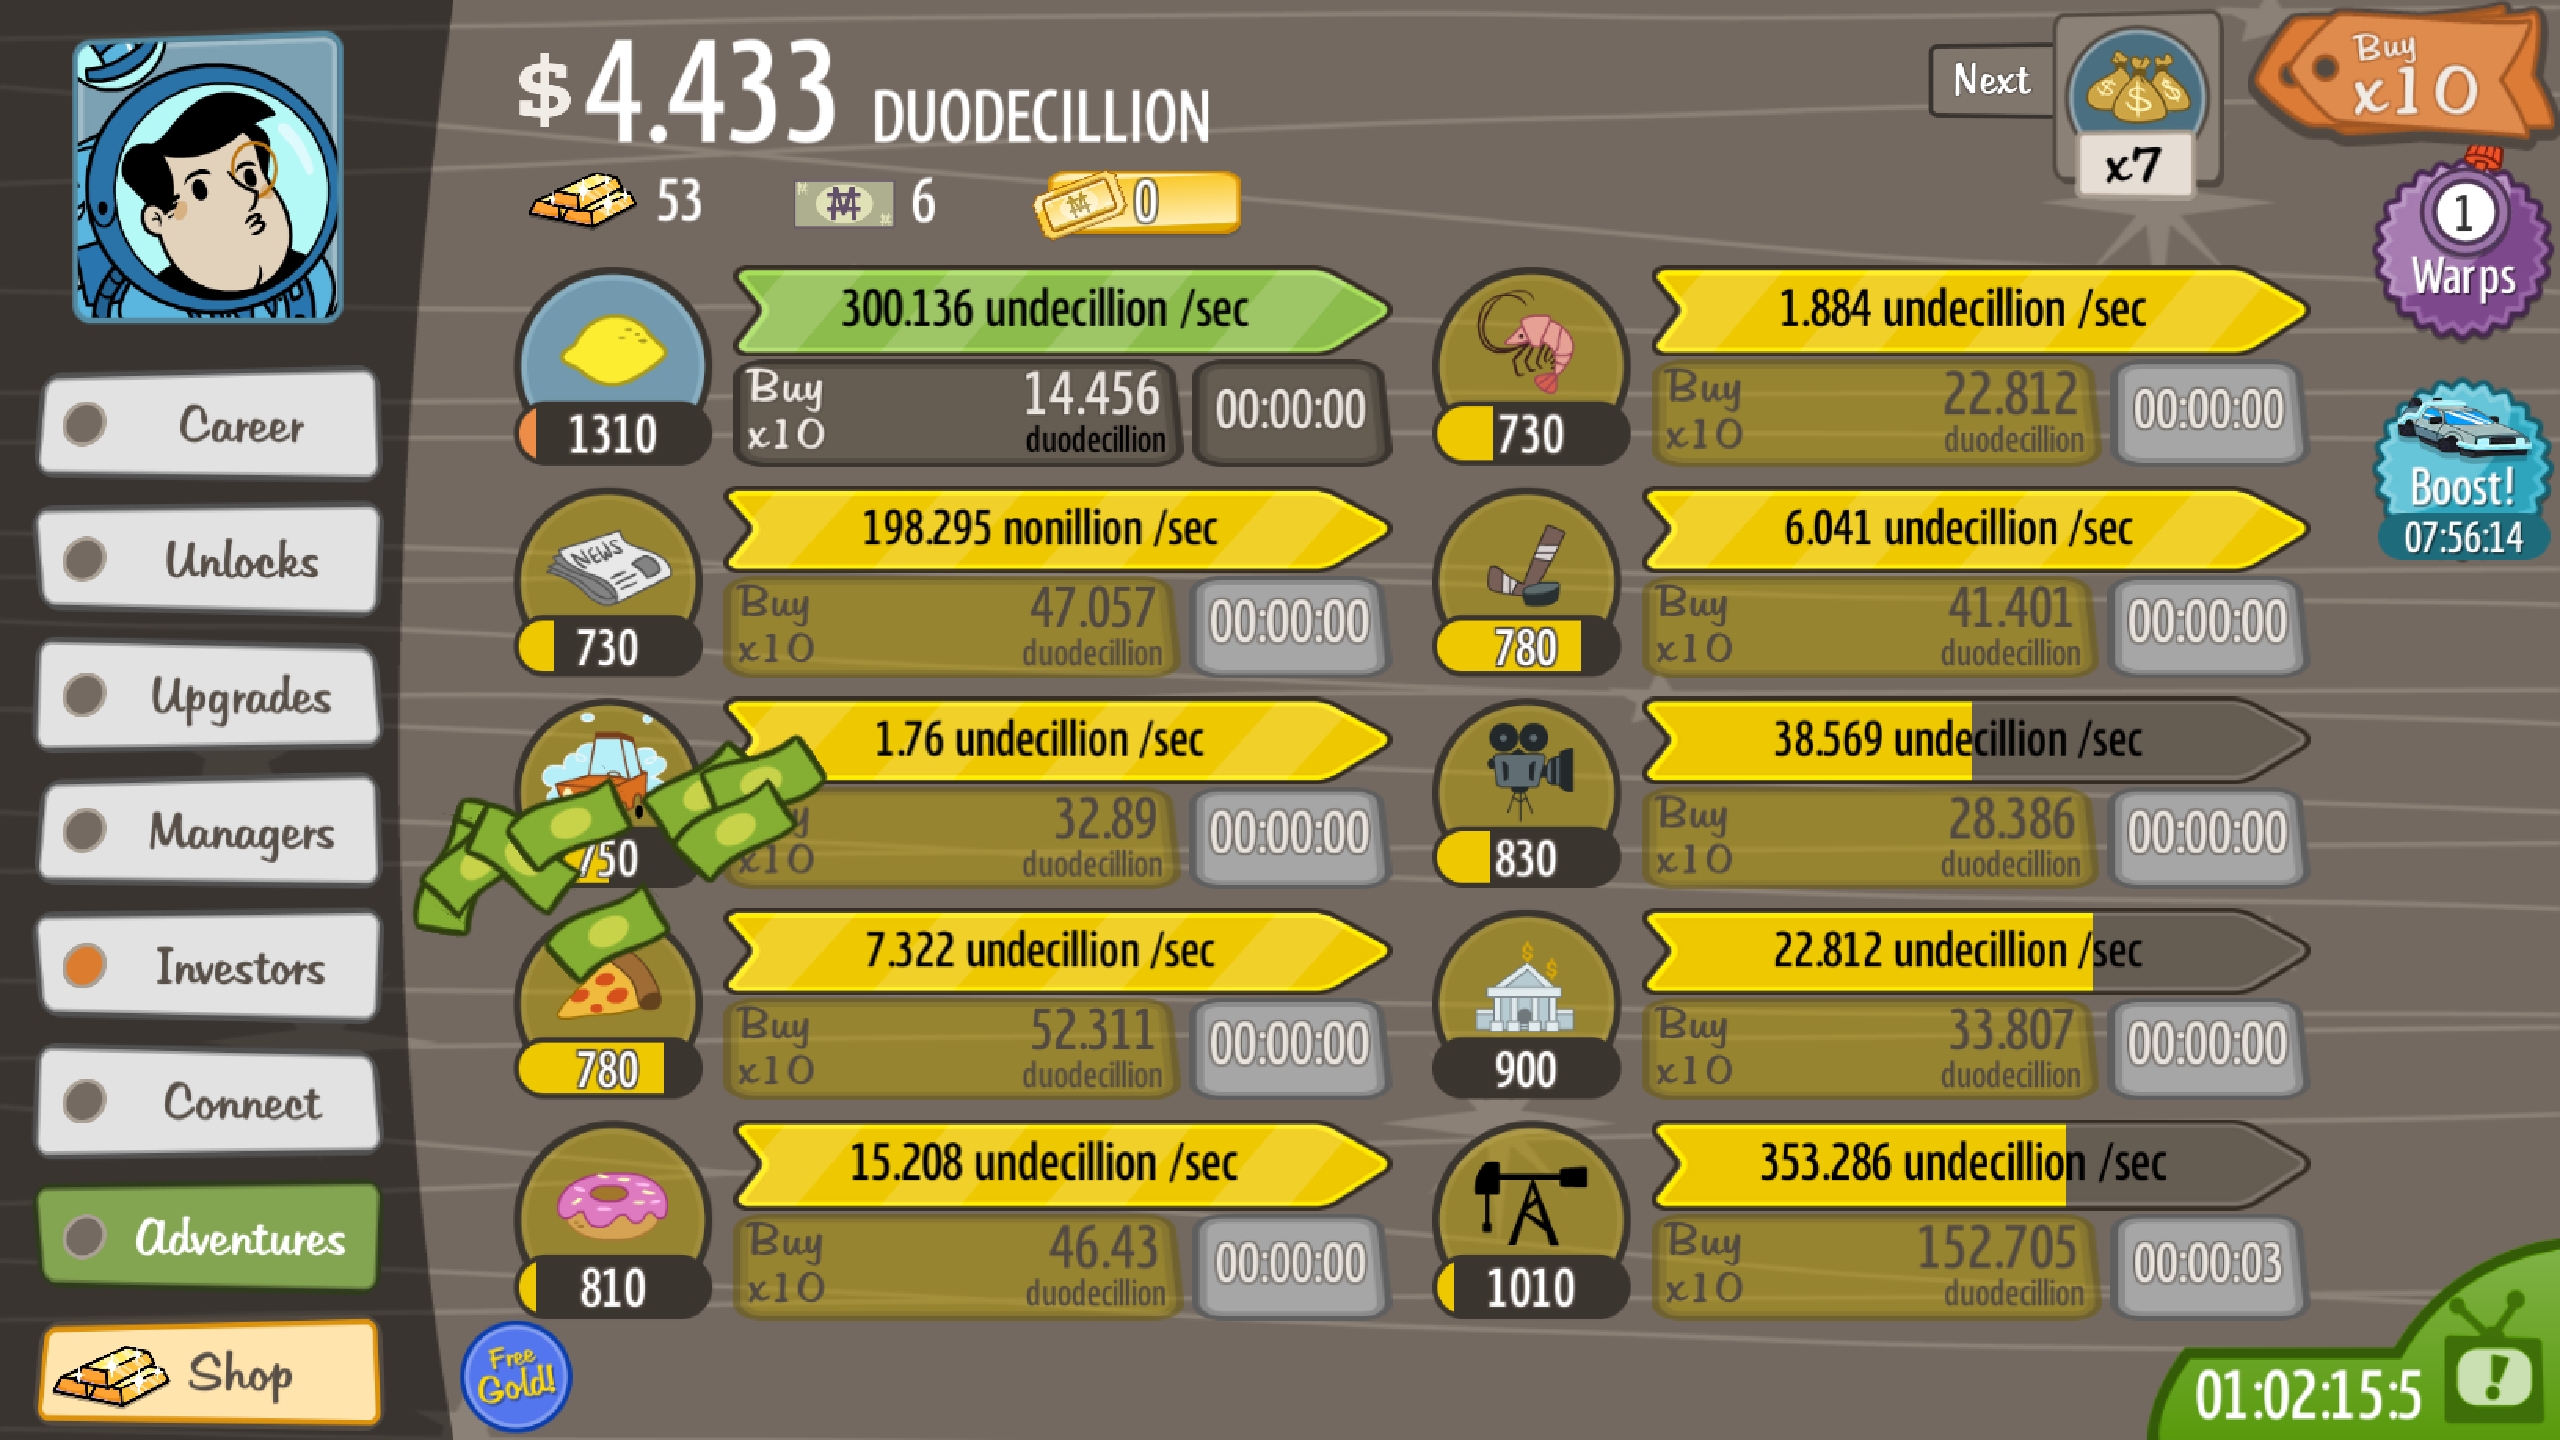 $4.433 DUODECILLION
Next
x7
Buy
x10
53
6
0
1
Warps
Boost!
07:56:14
Career
Unlocks
Upgrades
Managers
Investors
Connect
Adventures
Shop
300.136 undecillion /sec
1310
Buy
x10
14.456
duodecillion
00:00:00
1.884 undecillion /sec
730
Buy
x10
22.812
duodecillion
00:00:00
NEWS
198.295 nonillion /sec
730
Buy
x10
47.057
duodecillion
00:00:00
6.041 undecillion /sec
780
Buy
x10
41.401
duodecillion
00:00:00
1.76 undecillion /sec
750
x10
32.89
duodecillion
00:00:00
38.569 undecillion /sec
830
Buy
x10
28.386
duodecillion
00:00:00
7.322 undecillion /sec
780
Buy
x10
52.311
duodecillion
00:00:00
22.812 undecillion /sec
900
Buy
x10
33.807
duodecillion
00:00:00
15.208 undecillion /sec
810
Buy
x10
46.43
duodecillion
00:00:00
353.286 undecillion /sec
1010
Buy
x10
152.705
duodecillion
00:00:03
Free
Gold!
01:02:15:5